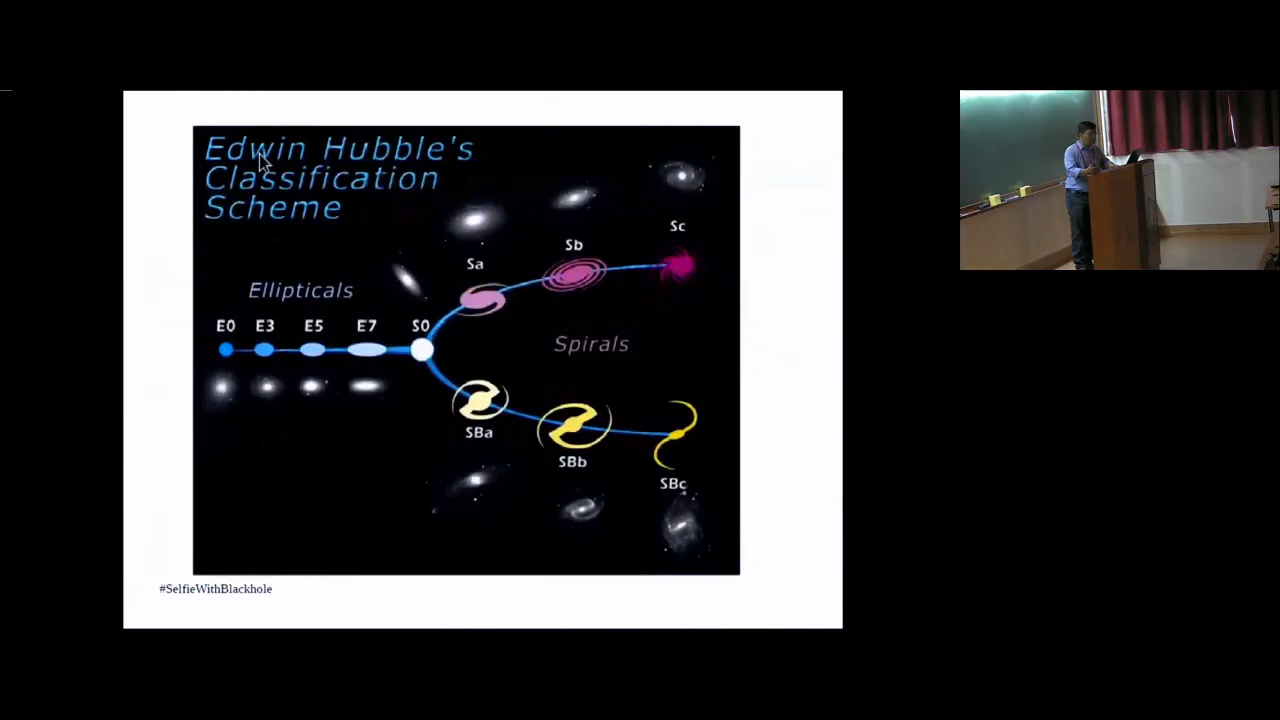 Edwin Hubble's
Classification
Scheme
Sc
Sb
Sa
Ellipticals
E0 E3 E5 E7 S0
Spirals
SBa
SBb
SBc
#SelfieWithBlackhole